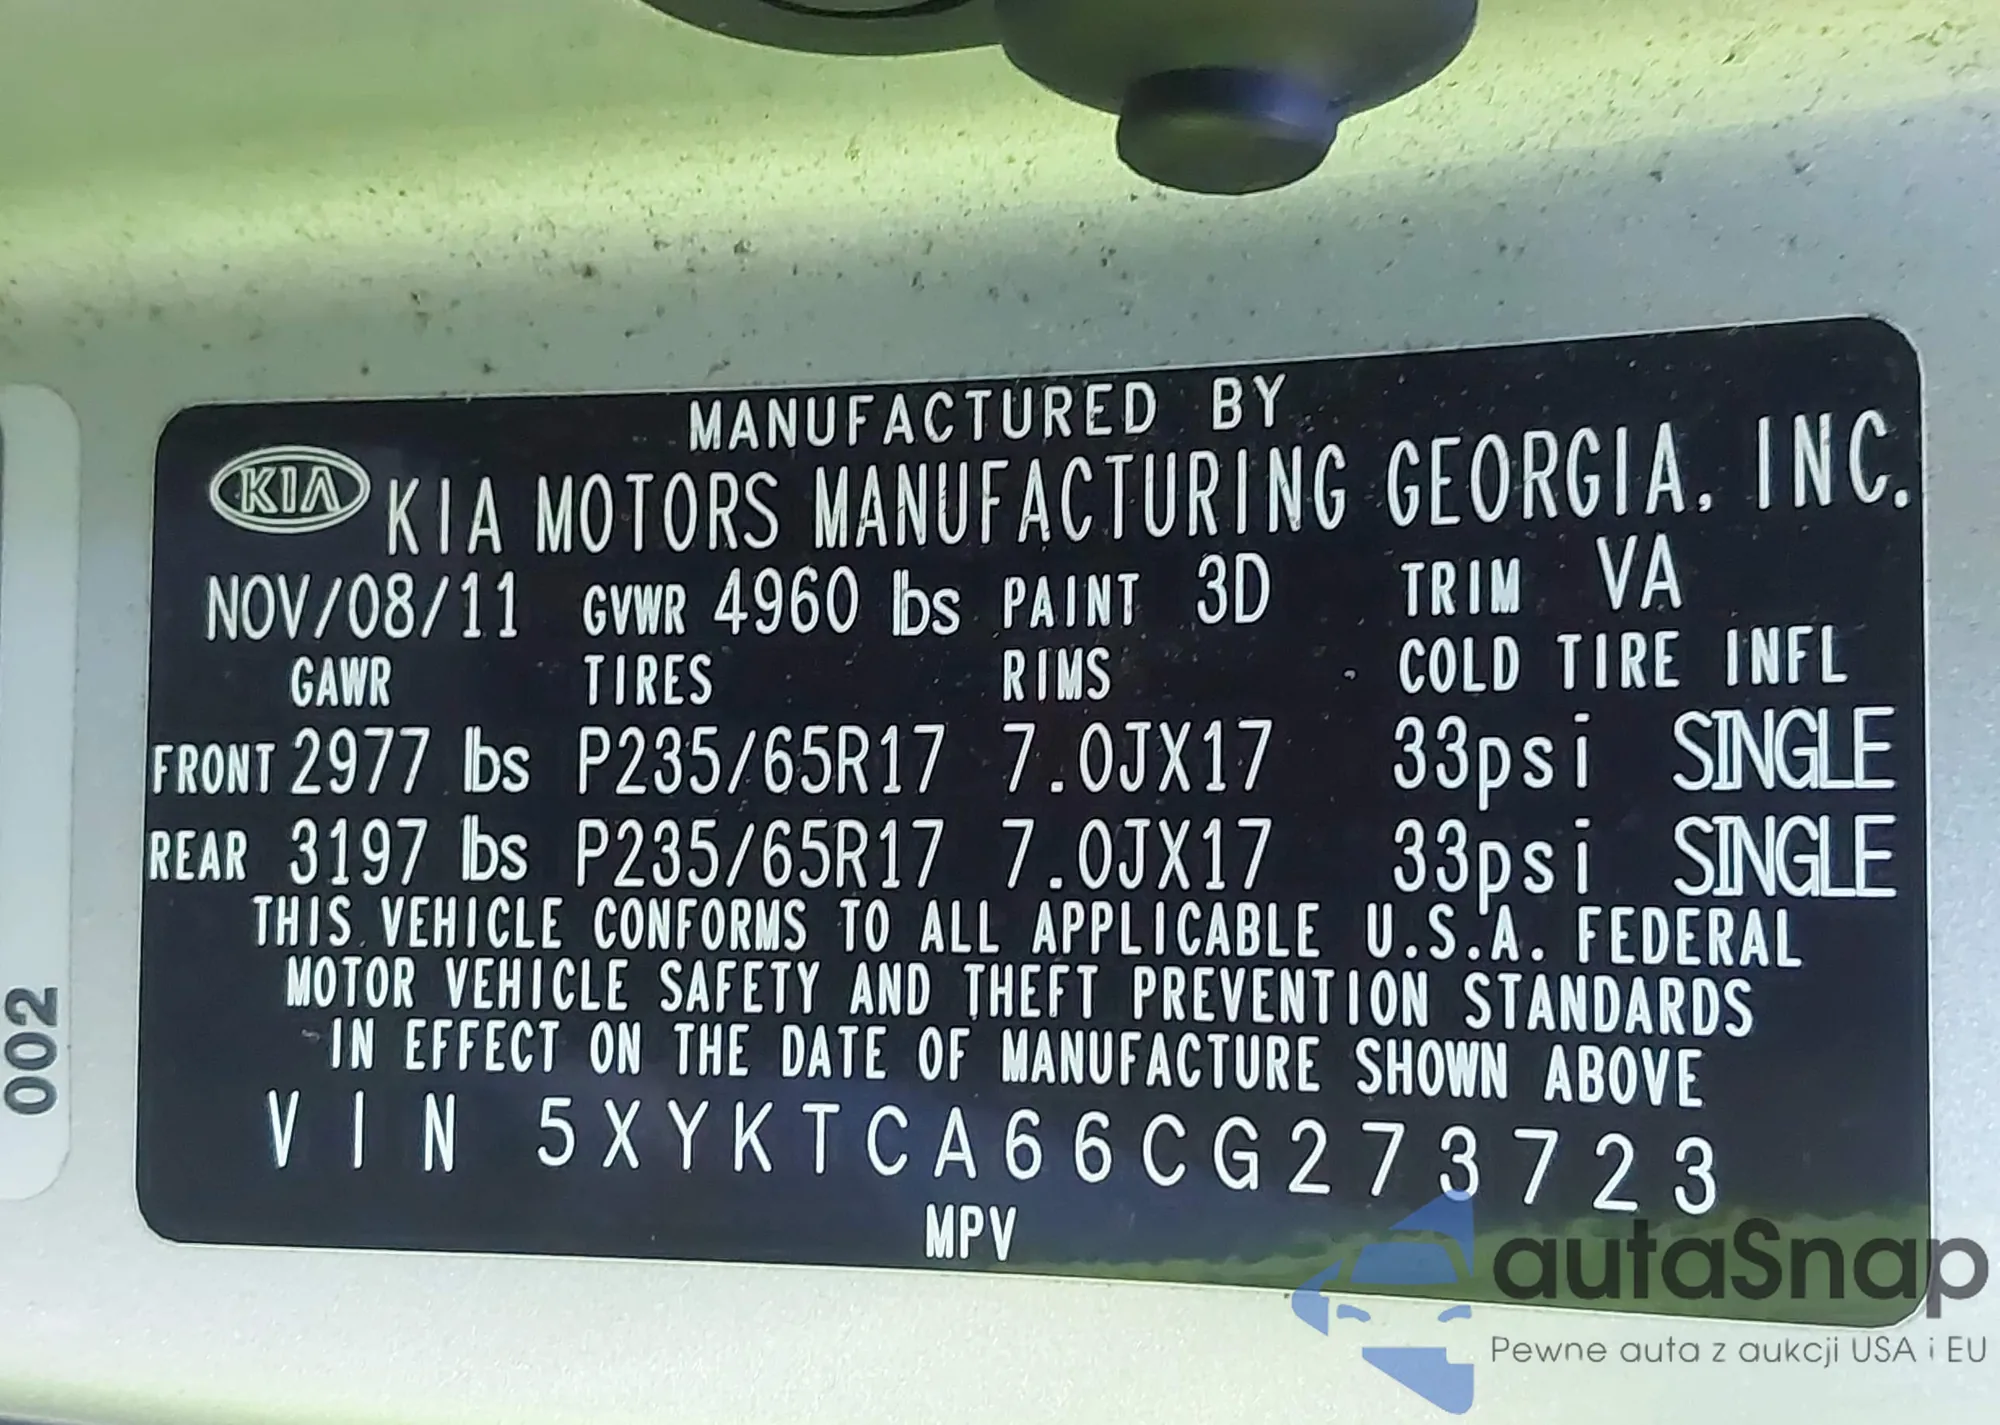 MANUFACTURED BY
KIA KIA MOTORS MANUFACTURING GEORGIA, INC.
NOV/08/11 GVWR 4960 lbs PAINT 3D TRIM VA
GAWR TIRES RIMS COLD TIRE INFL
FRONT 2977 lbs P235/65R17 7.0JX17 33psi SINGLE
REAR 3197 lbs P235/65R17 7.0JX17 33psi SINGLE
THIS VEHICLE CONFORMS TO ALL APPLICABLE U.S.A. FEDERAL
MOTOR VEHICLE SAFETY AND THEFT PREVENTION STANDARDS
IN EFFECT ON THE DATE OF MANUFACTURE SHOWN ABOVE
VIN 5XYKTCA66CG273723
MPV
002
autaSnap
Pewne auta z aukcji USA i EU